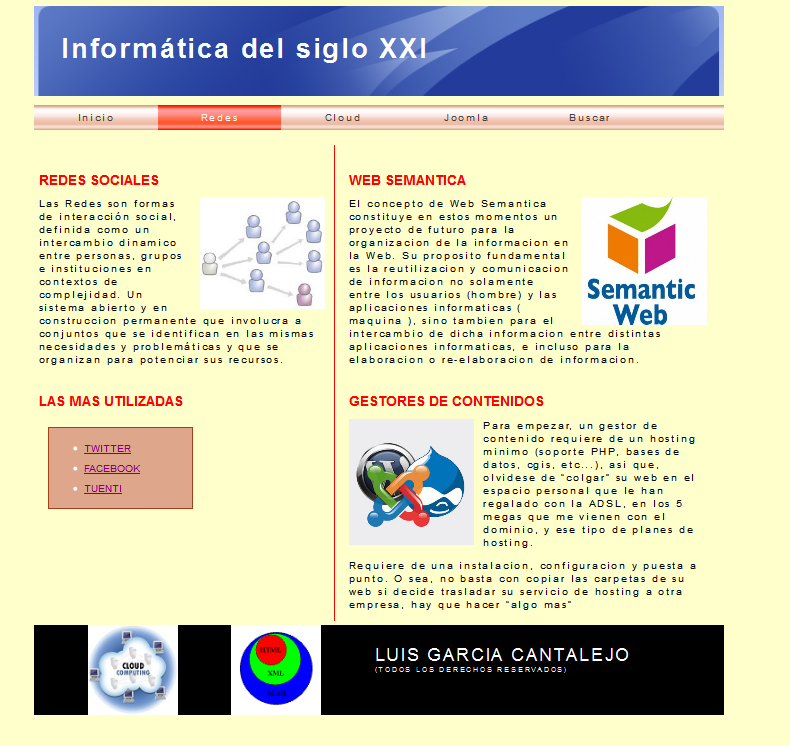 Informática del siglo XXI
Inicio Redes Cloud Joomla Buscar
REDES SOCIALES
Las Redes son formas
de interacción social,
definida como un
intercambio dinamico
entre personas, grupos
e instituciones en
contextos de
complejidad. Un
sistema abierto y en
construccion permanente que involucra a
conjuntos que se identifican en las mismas
necesidades y problemáticas y que se
organizan para potenciar sus recursos.
LAS MAS UTILIZADAS
TWITTER
FACEBOOK
TUENTI
WEB SEMANTICA
El concepto de Web Semantica
constituye en estos momentos un
proyecto de futuro para la
organizacion de la informacion en
la Web. Su proposito fundamental
es la reutilizacion y comunicacion
de informacion no solamente
entre los usuarios (hombre) y las
aplicaciones informaticas (
maquina ), sino tambien para el
intercambio de dicha informacion entre distintas
aplicaciones informaticas, e incluso para la
elaboracion o re-elaboracion de informacion.
Semantic
Web
GESTORES DE CONTENIDOS
Para empezar, un gestor de
contenido requiere de un hosting
minimo (soporte PHP, bases de
datos, cgis, etc...), asi que,
olvidese de "colgar" su web en el
espacio personal que le han
regalado con la ADSL, en los 5
megas que me vienen con el
dominio, y ese tipo de planes de
hosting.
Requiere de una instalacion, configuracion y puesta a
punto. O sea, no basta con copiar las carpetas de su
web si decide trasladar su servicio de hosting a otra
empresa, hay que hacer "algo mas"
CLOUD
COMPUTING
HTML
XML
LUIS GARCIA CANTALEJO
(TODOS LOS DERECHOS RESERVADOS)